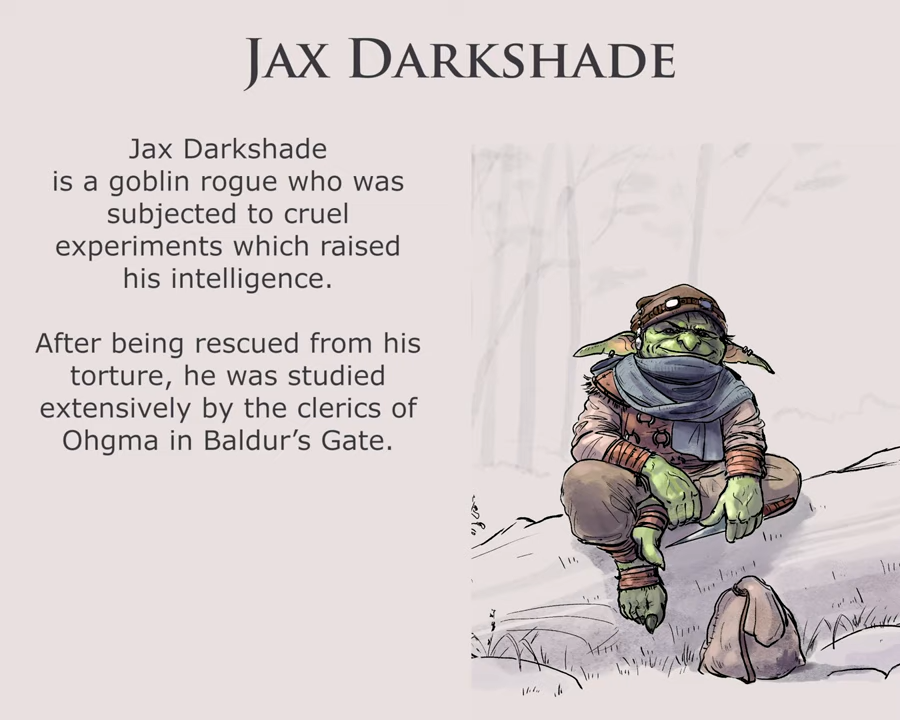 Jax Darkshade
Jax Darkshade
is a goblin rogue who was
subjected to cruel
experiments which raised
his intelligence.
After being rescued from his
torture, he was studied
extensively by the clerics of
Ohgma in Baldur’s Gate.